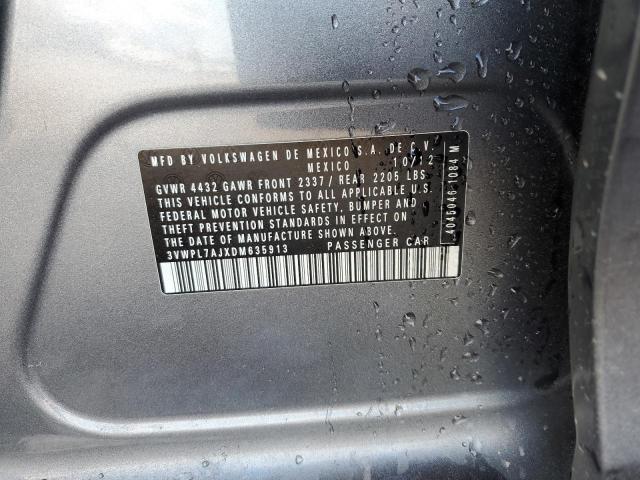 MFD BY VOLKSWAGEN DE MEXICO S.A. DE C.V.
MEXICO 10/12
GVWR 4432 GAWR FRONT 2337 / REAR 2205 LBS
THIS VEHICLE CONFORMS TO ALL APPLICABLE U.S.
FEDERAL MOTOR VEHICLE SAFETY, BUMPER AND
THEFT PREVENTION STANDARDS IN EFFECT ON
DATE OF MANUFACTURE SHOWN ABOVE.
3VWPL7AJXDM635913 PASSENGER CAR
4045046 1084 M